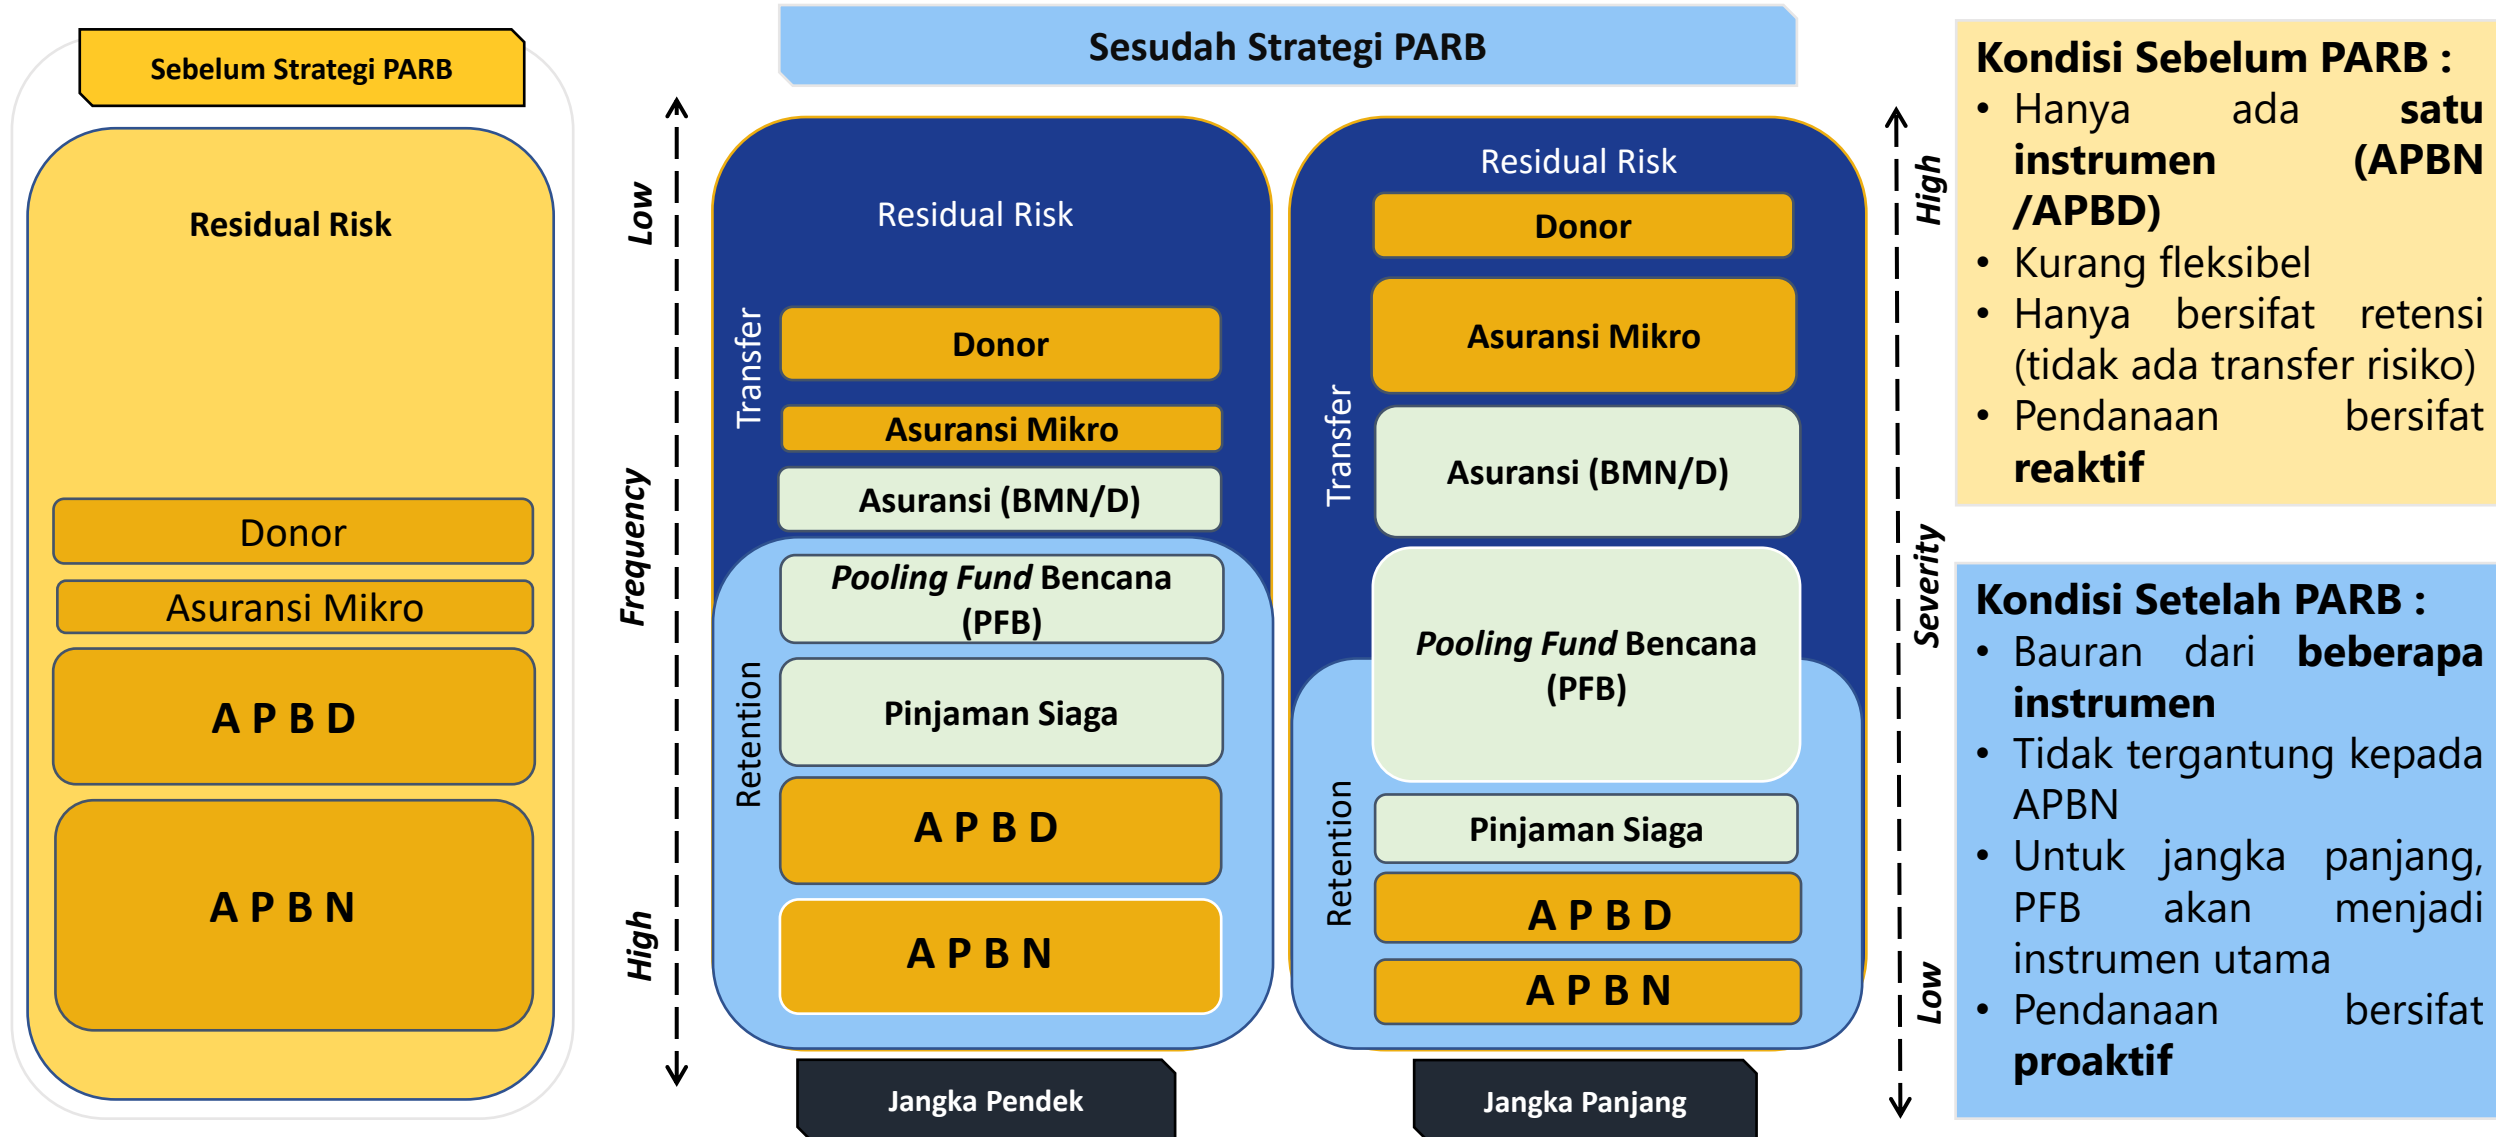 Sebelum Strategi PARB
Residual Risk
Donor
Asuransi Mikro
A P B D
A P B N
Sesudah Strategi PARB
Low
Frequency
High
Residual Risk
Transfer
Donor
Asuransi Mikro
Asuransi (BMN/D)
Pooling Fund Bencana
(PFB)
Retention
Pinjaman Siaga
A P B D
A P B N
Jangka Pendek
Residual Risk
Transfer
Donor
Asuransi Mikro
Asuransi (BMN/D)
Pooling Fund Bencana
(PFB)
Retention
Pinjaman Siaga
A P B D
A P B N
Jangka Panjang
High
Severity
Low
Kondisi Sebelum PARB :
• Hanya ada satu
instrumen (APBN
/APBD)
• Kurang fleksibel
• Hanya bersifat retensi
(tidak ada transfer risiko)
• Pendanaan bersifat
reaktif
Kondisi Setelah PARB :
• Bauran dari beberapa
instrumen
• Tidak tergantung kepada
APBN
• Untuk jangka panjang,
PFB akan menjadi
instrumen utama
• Pendanaan bersifat
proaktif